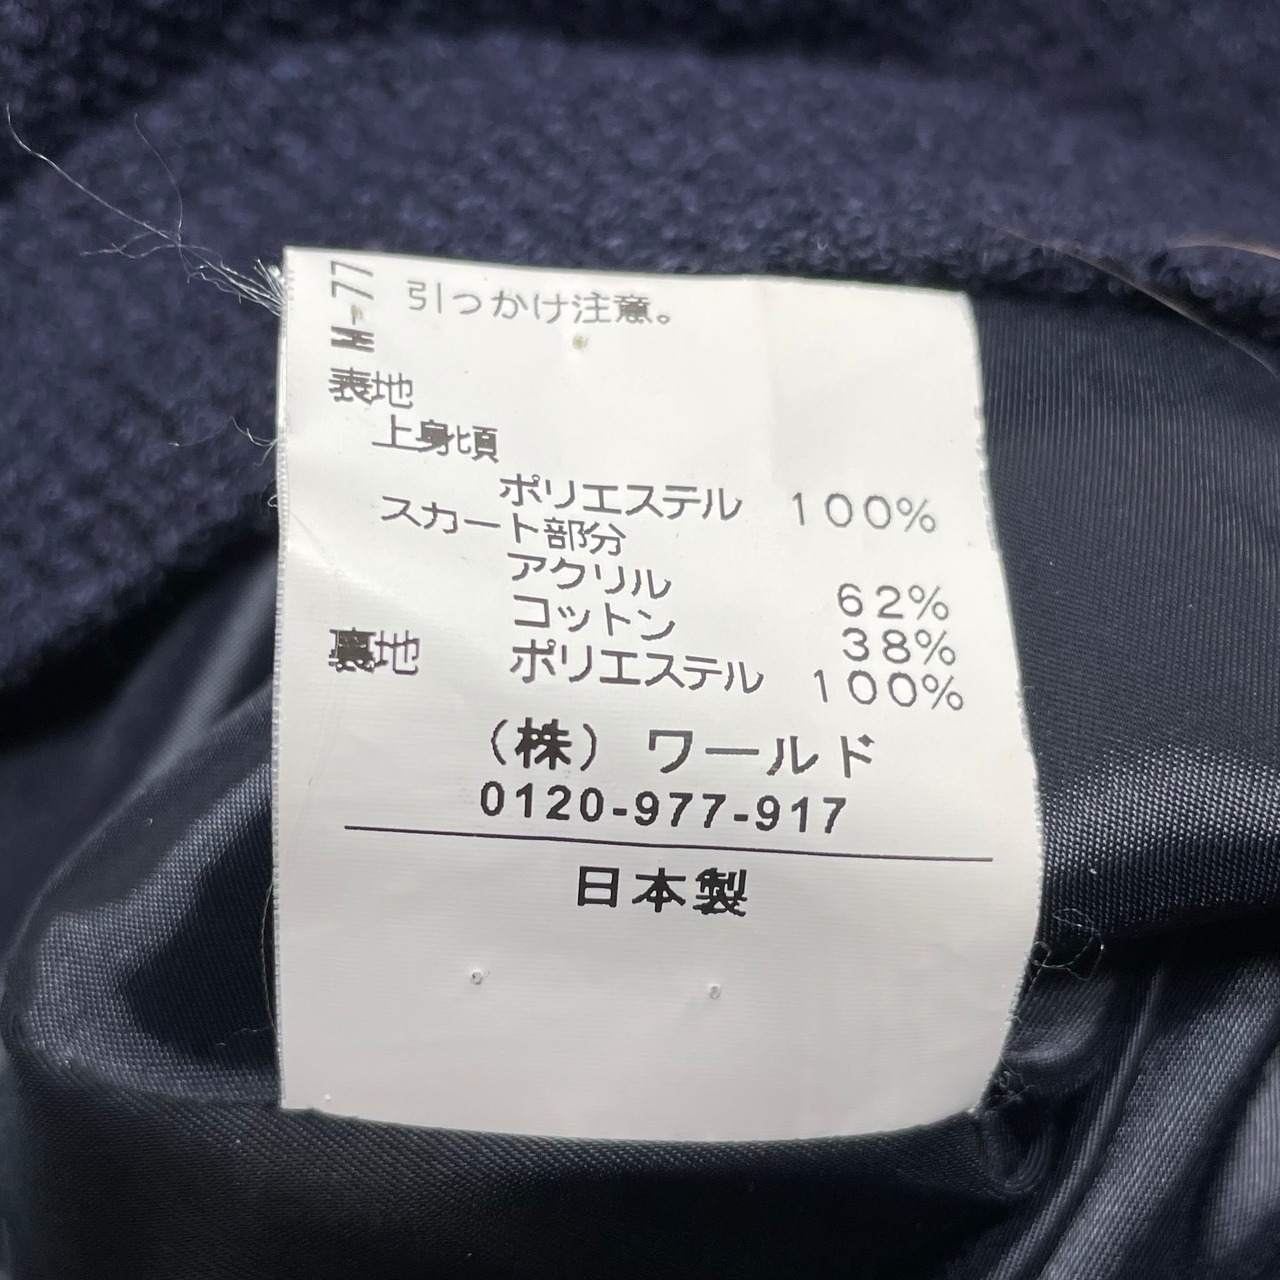 M-77
引っかけ注意。
表地
上身頃
ポリエステル 100%
スカート部分
アクリル 62%
コットン 38%
裏地 ポリエステル 100%
(株) ワールド
0120-977-917
日本製